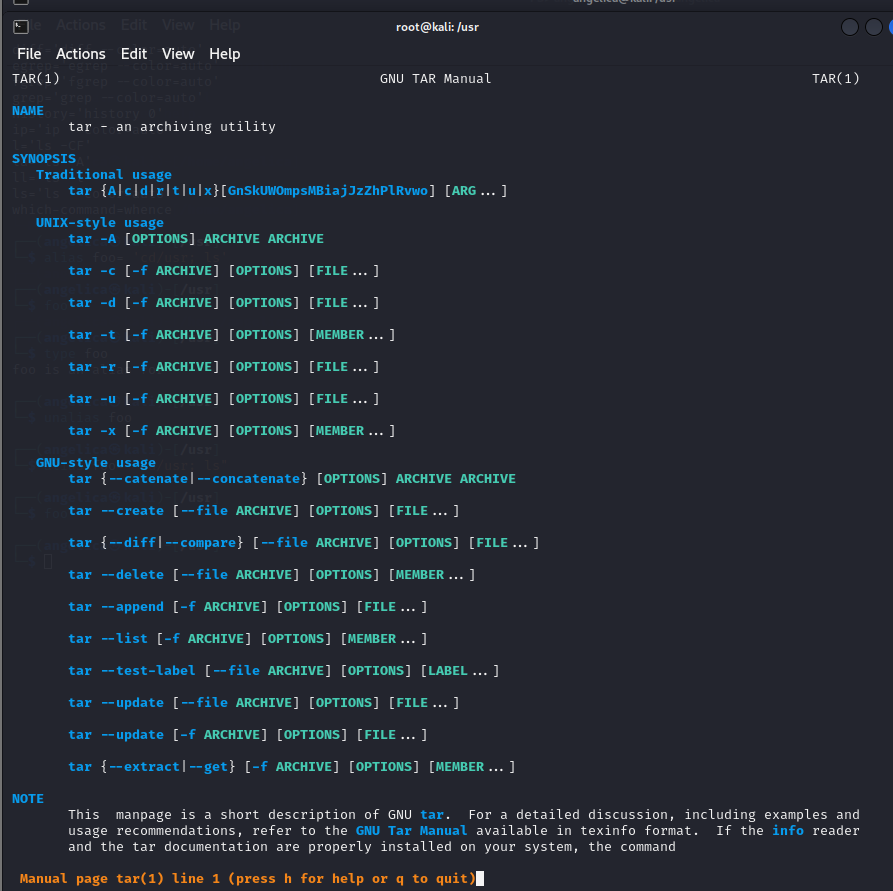 root@kali: /usr
File Actions Edit View Help
TAR(1) GNU TAR Manual TAR(1)
NAME
tar - an archiving utility
SYNOPSIS
Traditional usage
tar {A|c|d|r|t|u|x}[GnSkUWOmpsMBiajJzZhPlRvwo] [ARG...]
UNIX-style usage
tar -A [OPTIONS] ARCHIVE ARCHIVE
tar -c [-f ARCHIVE] [OPTIONS] [FILE...]
tar -d [-f ARCHIVE] [OPTIONS] [FILE...]
tar -t [-f ARCHIVE] [OPTIONS] [MEMBER...]
tar -r [-f ARCHIVE] [OPTIONS] [FILE...]
tar -u [-f ARCHIVE] [OPTIONS] [FILE...]
tar -x [-f ARCHIVE] [OPTIONS] [MEMBER...]
GNU-style usage
tar {--catenate|--concatenate} [OPTIONS] ARCHIVE ARCHIVE
tar --create [--file ARCHIVE] [OPTIONS] [FILE...]
tar {--diff|--compare} [--file ARCHIVE] [OPTIONS] [FILE...]
tar --delete [--file ARCHIVE] [OPTIONS] [MEMBER...]
tar --append [-f ARCHIVE] [OPTIONS] [FILE...]
tar --list [-f ARCHIVE] [OPTIONS] [MEMBER...]
tar --test-label [--file ARCHIVE] [OPTIONS] [LABEL...]
tar --update [--file ARCHIVE] [OPTIONS] [FILE...]
tar --update [-f ARCHIVE] [OPTIONS] [FILE...]
tar {--extract|--get} [-f ARCHIVE] [OPTIONS] [MEMBER...]
NOTE
This manpage is a short description of GNU tar. For a detailed discussion, including examples and
usage recommendations, refer to the GNU Tar Manual available in texinfo format. If the info reader
and the tar documentation are properly installed on your system, the command
Manual page tar(1) line 1 (press h for help or q to quit)